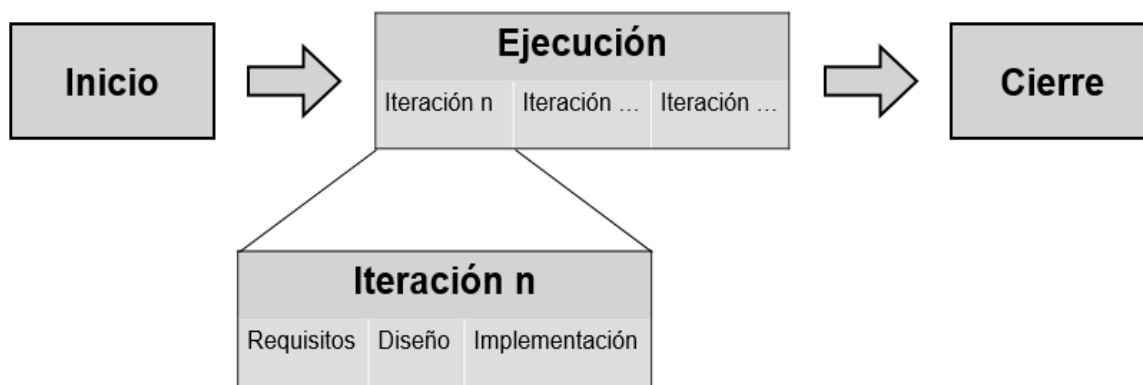 Inicio
Ejecución
Iteración n
Iteración ...
Iteración ...
Cierre
Iteración n
Requisitos
Diseño
Implementación